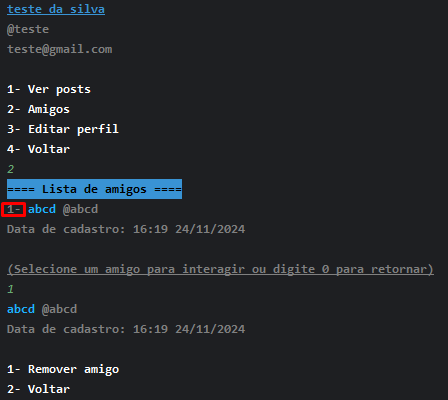 teste da silva
@teste
teste@gmail.com
1- Ver posts
2- Amigos
3- Editar perfil
4- Voltar
2
==== Lista de amigos ====
1- abcd @abcd
Data de cadastro: 16:19 24/11/2024
(Selecione um amigo para interagir ou digite 0 para retornar)
1
abcd @abcd
Data de cadastro: 16:19 24/11/2024
1- Remover amigo
2- Voltar